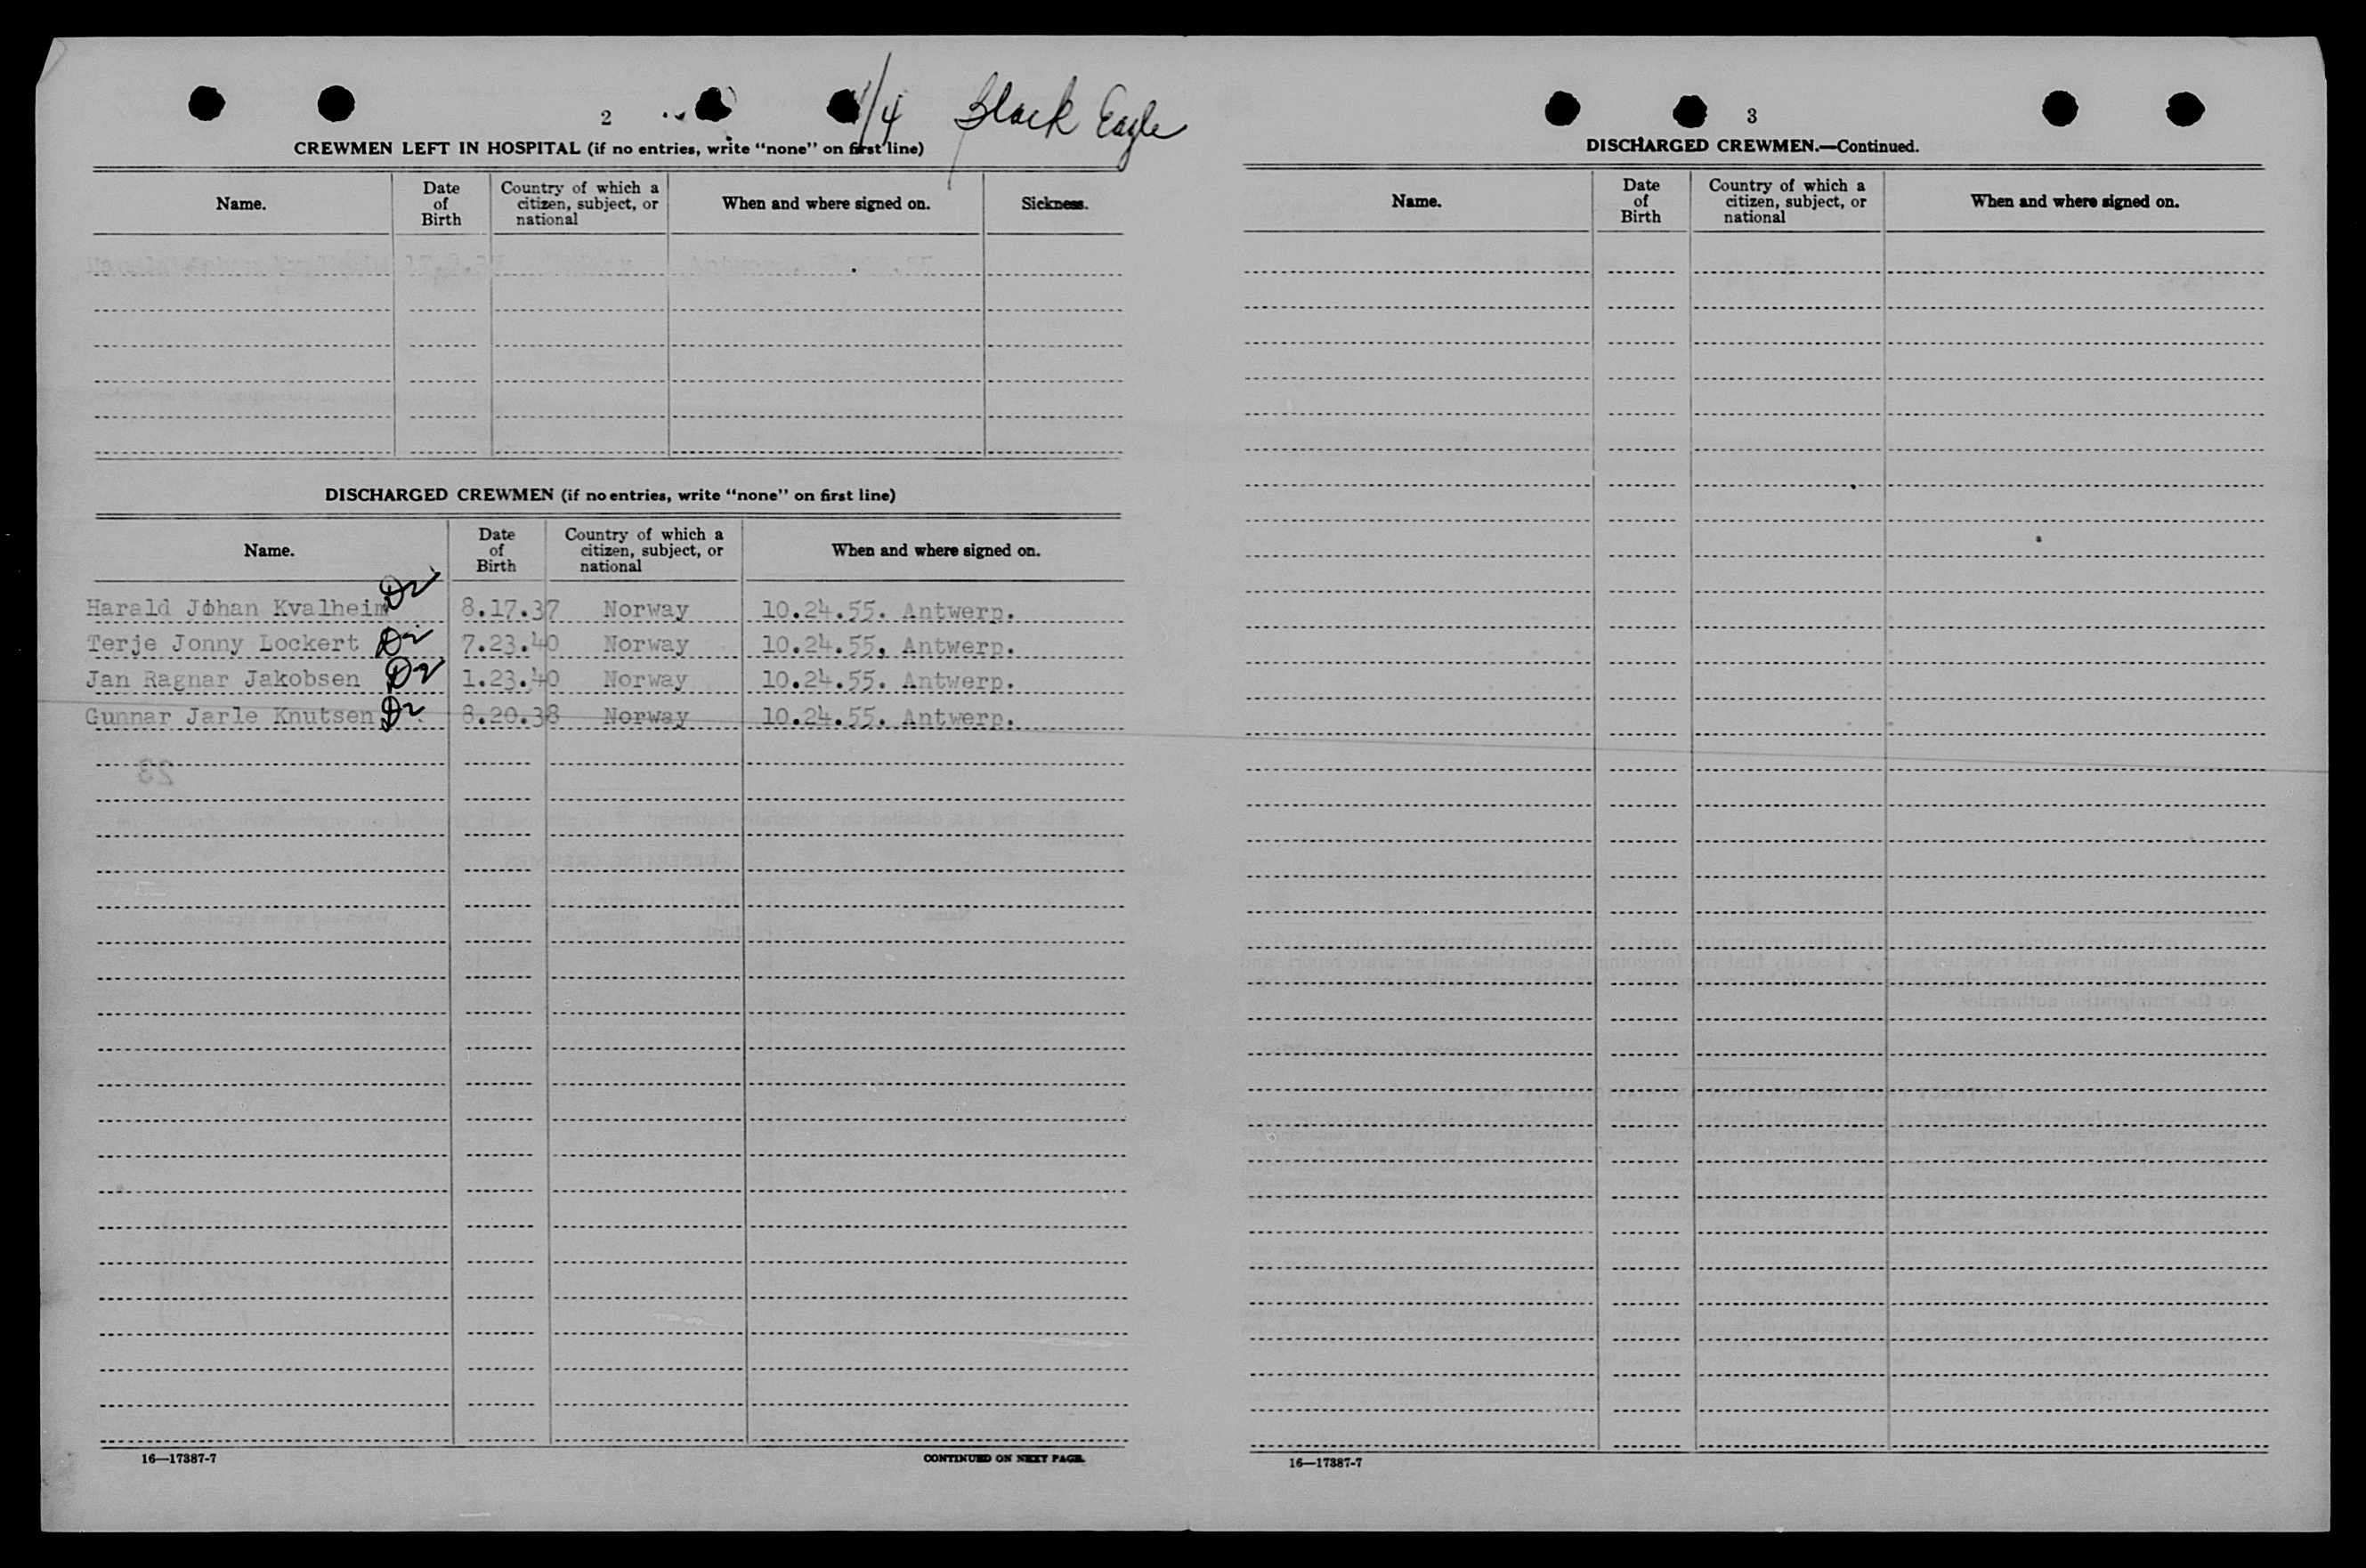 2
11/4 Black Eagle
CREWMEN LEFT IN HOSPITAL (if no entries, write "none" on first line)
Name.
Date of Birth
Country of which a citizen, subject, or national
When and where signed on.
Sickness.
DISCHARGED CREWMEN (if no entries, write "none" on first line)
Name.
Date of Birth
Country of which a citizen, subject, or national
When and where signed on.
Harald Johan Kvalheim Dr 8.17.37 Norway 10.24.55. Antwerp.
Terje Jonny Lockert Dr 7.23.40 Norway 10.24.55. Antwerp.
Jan Ragnar Jakobsen Dr 1.23.40 Norway 10.24.55. Antwerp.
Gunnar Jarle Knutsen Dr 8.20.38 Norway 10.24.55. Antwerp.
23
16—17387-7
CONTINUED ON NEXT PAGE.
3
DISCHARGED CREWMEN.—Continued.
Name.
Date of Birth
Country of which a citizen, subject, or national
When and where signed on.
16—17387-7